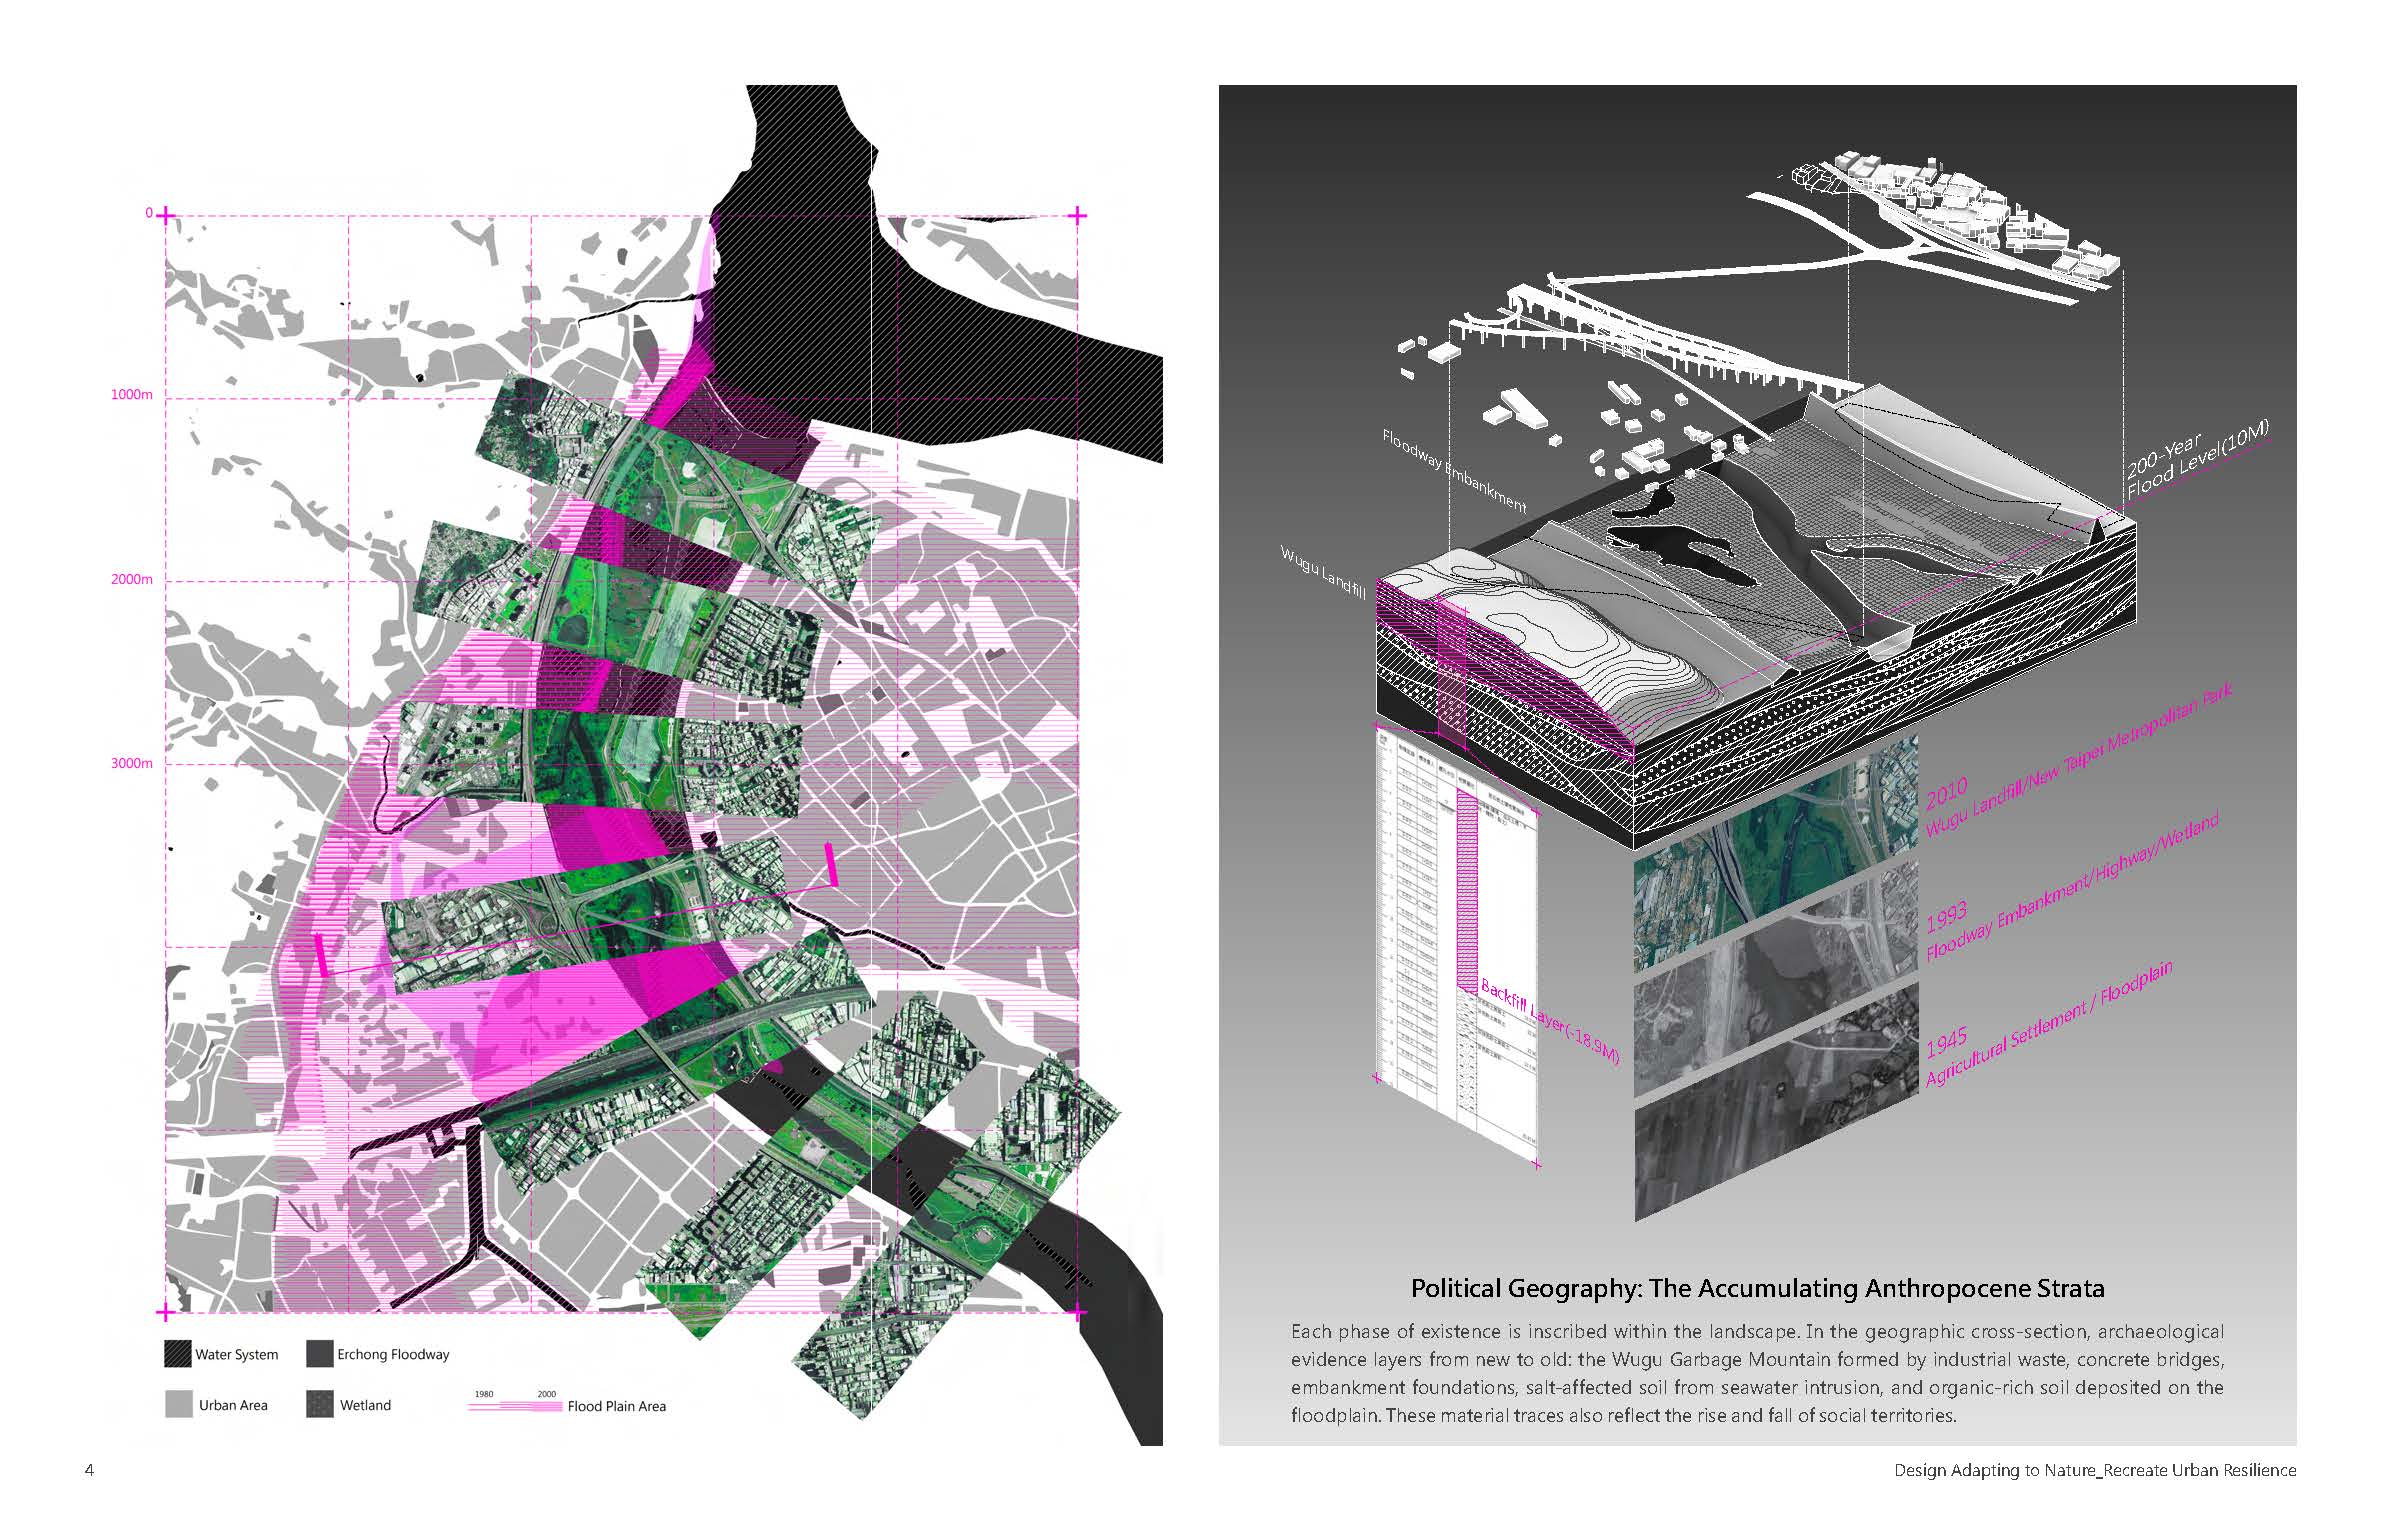 0
1000m
2000m
3000m
Water System
Erchong Floodway
Urban Area
Wetland
1980
2000
Flood Plain Area
4
Floodway Embankment
Wugu Landfill
200-Year
Flood Level(10M)
2010
Wugu Landfill/New Taipei Metropolitan Park
1993
Floodway Embankment/Highway/Wetland
1945
Agricultural Settlement / Floodplain
Backfill Layer(-18.9M)
Political Geography: The Accumulating Anthropocene Strata
Each phase of existence is inscribed within the landscape. In the geographic cross-section, archaeological
evidence layers from new to old: the Wugu Garbage Mountain formed by industrial waste, concrete bridges,
embankment foundations, salt-affected soil from seawater intrusion, and organic-rich soil deposited on the
floodplain. These material traces also reflect the rise and fall of social territories.
Design Adapting to Nature_Recreate Urban Resilience